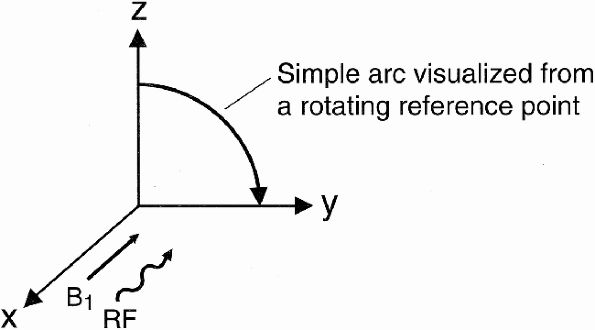 z
Simple arc visualized from
a rotating reference point
y
B₁
x
RF